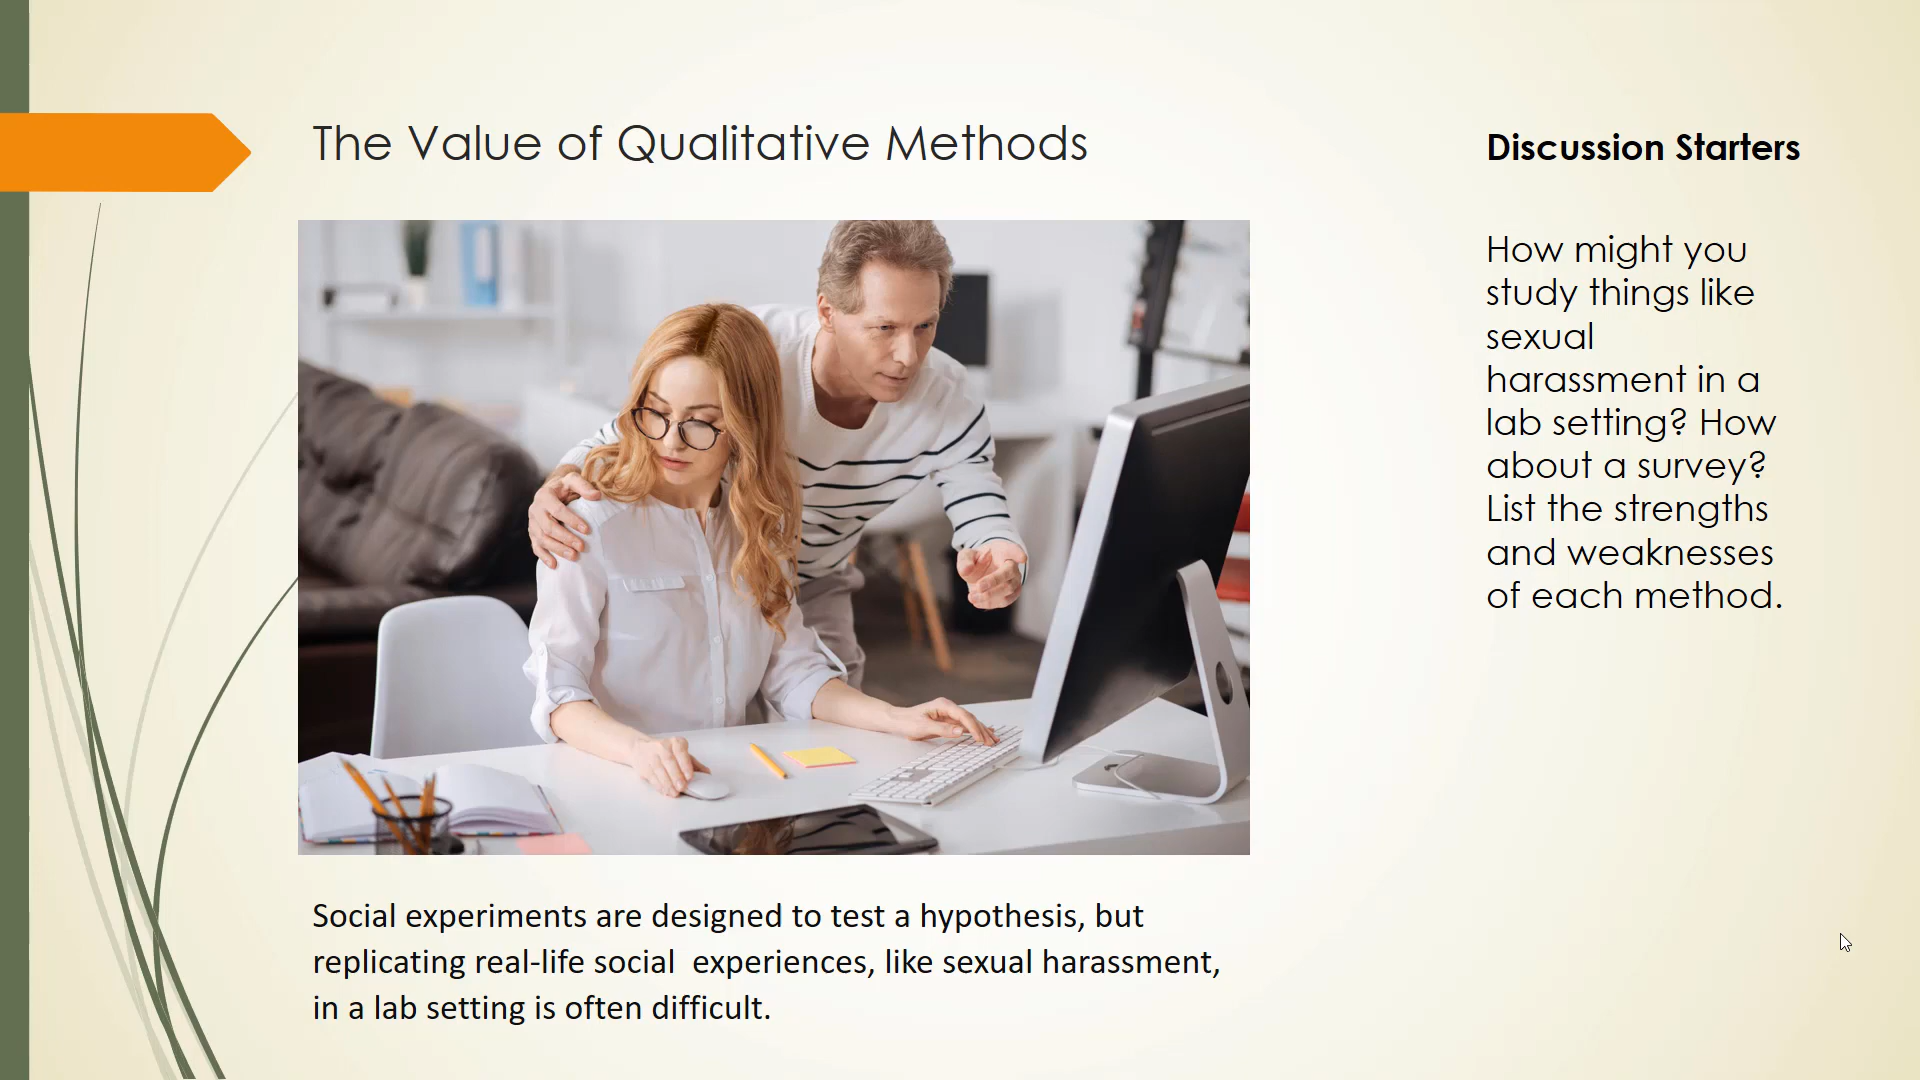 The Value of Qualitative Methods
Social experiments are designed to test a hypothesis, but
replicating real-life social  experiences, like sexual harassment,
in a lab setting is often difficult.
Discussion Starters
How might you
study things like
sexual
harassment in a
lab setting? How
about a survey?
List the strengths
and weaknesses
of each method.